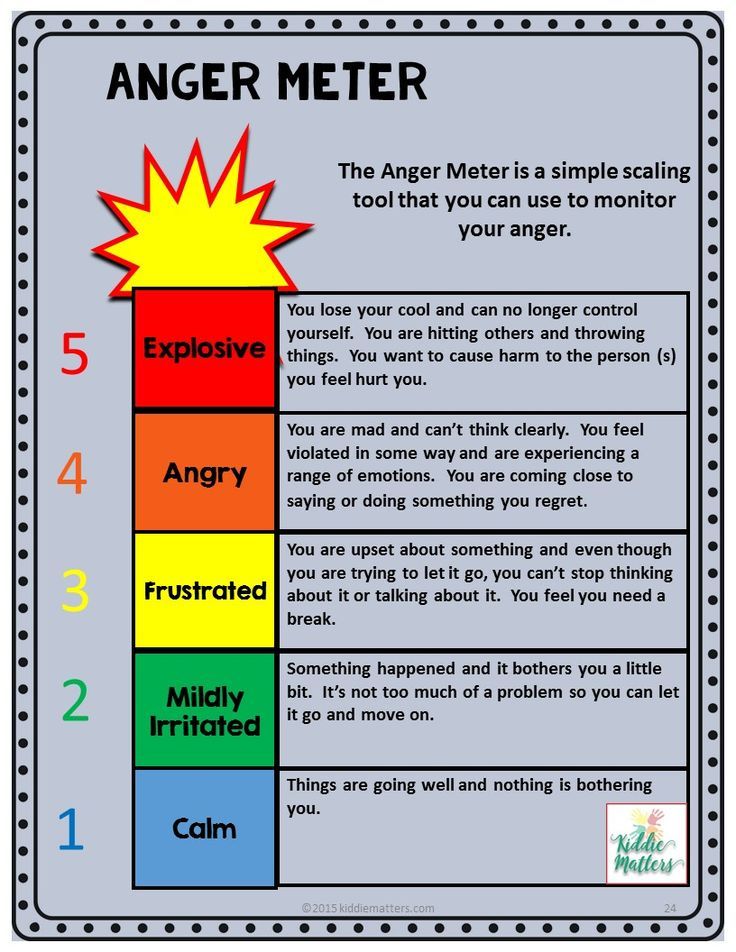 ANGER METER
The Anger Meter is a simple scaling
tool that you can use to monitor
your anger.
5
Explosive
You lose your cool and can no longer control
yourself. You are hitting others and throwing
things. You want to cause harm to the person (s)
you feel hurt you.
4
Angry
You are mad and can't think clearly. You feel
violated in some way and are experiencing a
range of emotions. You are coming close to
saying or doing something you regret.
3
Frustrated
You are upset about something and even though
you are trying to let it go, you can't stop thinking
about it or talking about it. You feel you need a
break.
2
Mildly
Irritated
Something happened and it bothers you a little
bit. It's not too much of a problem so you can let
it go and move on.
1
Calm
Things are going well and nothing is bothering
you.
Kiddie
Matters
©2015 kiddiematters.com
24